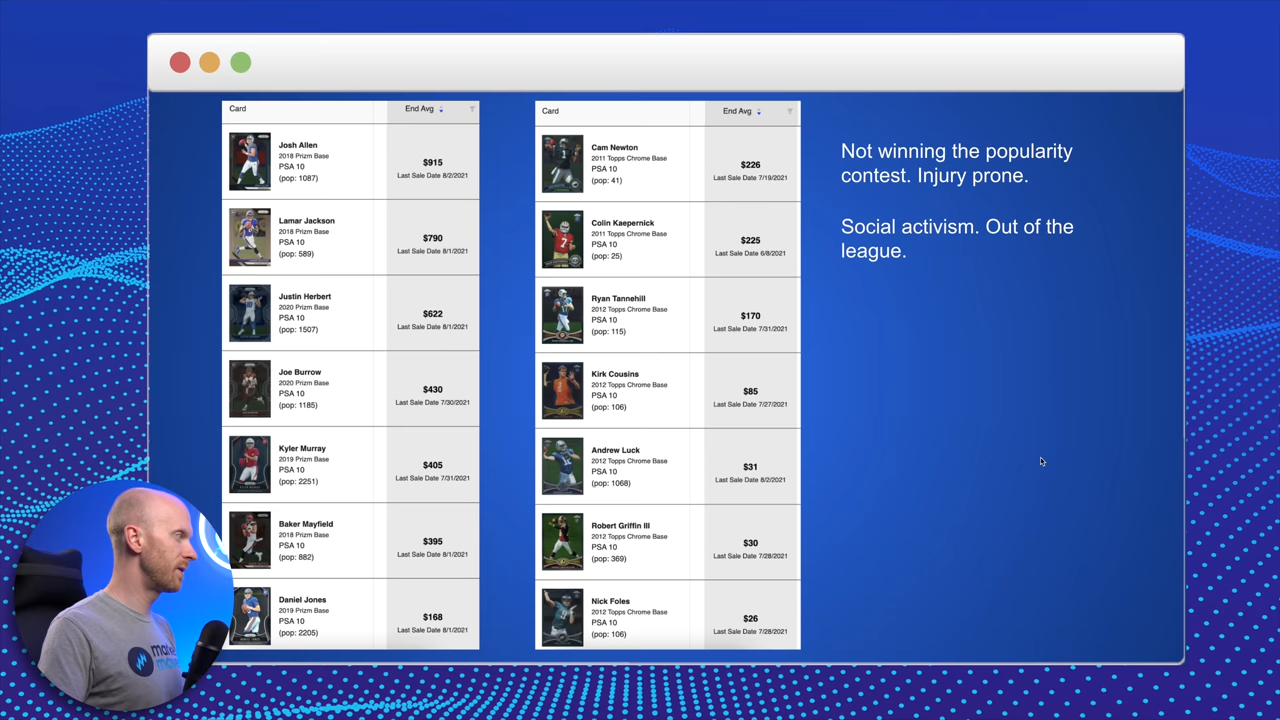 Card
End Avg
Josh Allen
2018 Prizm Base
PSA 10
(pop: 1087)
$915
Last Sale Date 8/2/2021
Lamar Jackson
2018 Prizm Base
PSA 10
(pop: 589)
$790
Last Sale Date 8/1/2021
Justin Herbert
2020 Prizm Base
PSA 10
(pop: 1507)
$622
Last Sale Date 8/1/2021
Joe Burrow
2020 Prizm Base
PSA 10
(pop: 1185)
$430
Last Sale Date 7/30/2021
Kyler Murray
2019 Prizm Base
PSA 10
(pop: 2251)
$405
Last Sale Date 7/31/2021
Baker Mayfield
2018 Prizm Base
PSA 10
(pop: 882)
$395
Last Sale Date 8/1/2021
Daniel Jones
2019 Prizm Base
PSA 10
(pop: 2205)
$168
Last Sale Date 8/1/2021
Card
End Avg
Cam Newton
2011 Topps Chrome Base
PSA 10
(pop: 41)
$226
Last Sale Date 7/19/2021
Colin Kaepernick
2011 Topps Chrome Base
PSA 10
(pop: 25)
$225
Last Sale Date 6/8/2021
Ryan Tannehill
2012 Topps Chrome Base
PSA 10
(pop: 115)
$170
Last Sale Date 7/31/2021
Kirk Cousins
2012 Topps Chrome Base
PSA 10
(pop: 106)
$85
Last Sale Date 7/27/2021
Andrew Luck
2012 Topps Chrome Base
PSA 10
(pop: 1068)
$31
Last Sale Date 8/2/2021
Robert Griffin III
2012 Topps Chrome Base
PSA 10
(pop: 369)
$30
Last Sale Date 7/28/2021
Nick Foles
2012 Topps Chrome Base
PSA 10
(pop: 106)
$26
Last Sale Date 7/28/2021
Not winning the popularity
contest. Injury prone.
Social activism. Out of the
league.